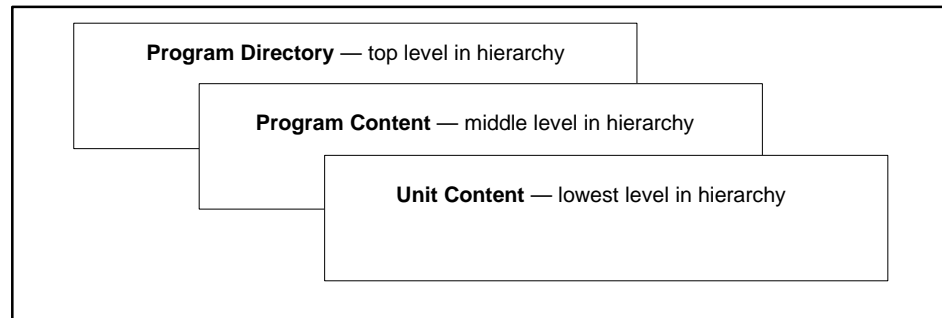 Program Directory — top level in hierarchy
Program Content — middle level in hierarchy
Unit Content — lowest level in hierarchy